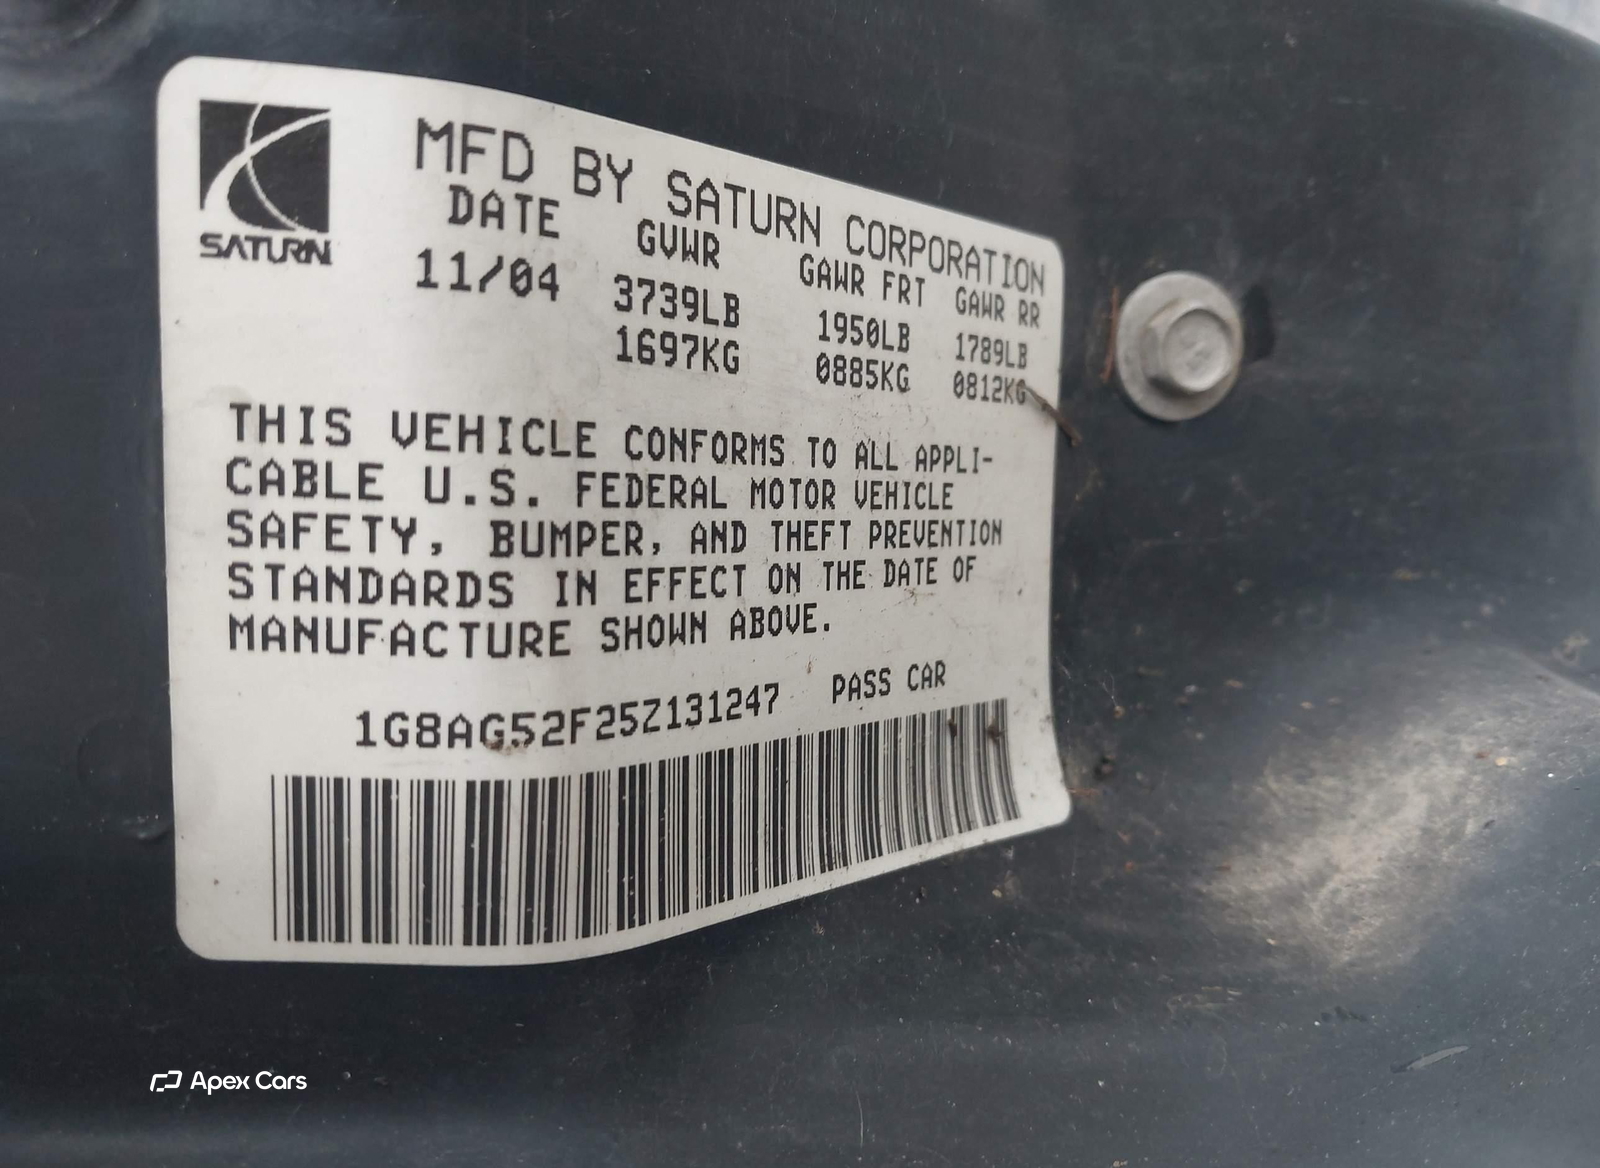 MFD BY SATURN CORPORATION
DATE GVWR GAWR FRT GAWR RR
11/04 3739LB 1950LB 1789LB
1697KG 0885KG 0812KG
SATURN
THIS VEHICLE CONFORMS TO ALL APPLI-
CABLE U.S. FEDERAL MOTOR VEHICLE
SAFETY, BUMPER, AND THEFT PREVENTION
STANDARDS IN EFFECT ON THE DATE OF
MANUFACTURE SHOWN ABOVE.
1G8AG52F25Z131247 PASS CAR
Apex Cars